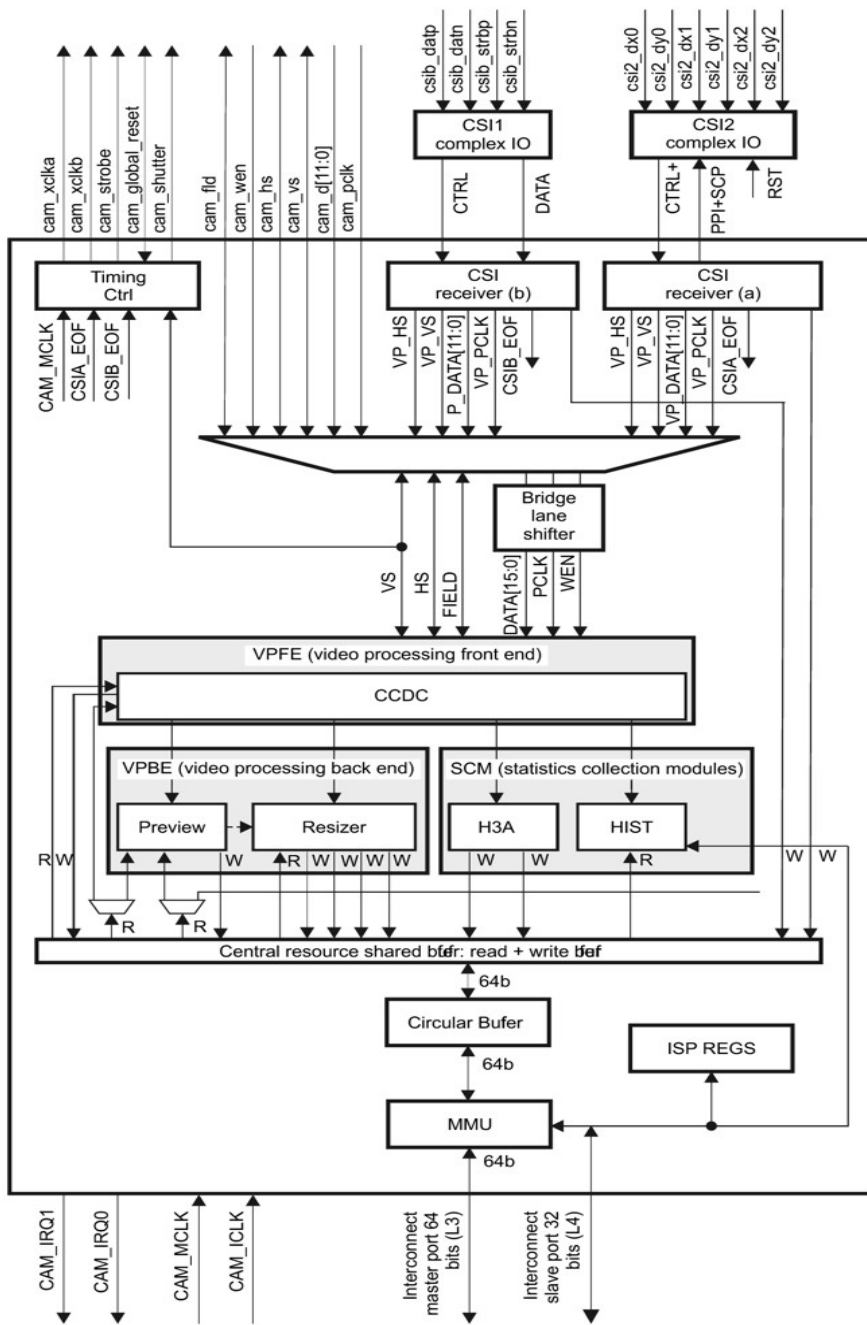 cam_xclka
cam_xclkb
cam_strobe
cam_global_reset
cam_shutter
cam_fld
cam_wen
cam_hs
cam_vs
cam_d[11:0]
cam_pclk
csib_datp
csib_datn
csib_strbp
csib_strbn
csi2_dx0
csi2_dy0
csi2_dx1
csi2_dy1
csi2_dx2
csi2_dy2
CSI1
complex IO
CSI2
complex IO
CTRL
DATA
CTRL+
PPI+SCP
RST
Timing
Ctrl
CSI
receiver (b)
CSI
receiver (a)
CAM_MCLK
CSIA_EOF
CSIB_EOF
VP_HS
VP_VS
P_DATA[11:0]
VP_PCLK
CSIB_EOF
VP_HS
VP_VS
VP_DATA[11:0]
VP_PCLK
CSIA_EOF
Bridge
lane
shifter
VS
HS
FIELD
DATA[15:0]
PCLK
WEN
VPFE (video processing front end)
CCDC
VPBE (video processing back end)
SCM (statistics collection modules)
Preview
Resizer
H3A
HIST
R
W
W
R
W
W
W
W
W
W
R
W
W
R
R
Central resource shared bufer: read + write bufer
64b
Circular Bufer
64b
ISP REGS
MMU
64b
CAM_IRQ1
CAM_IRQ0
CAM_MCLK
CAM_ICLK
Interconnect
master port 64
bits (L3)
Interconnect
slave port 32
bits (L4)